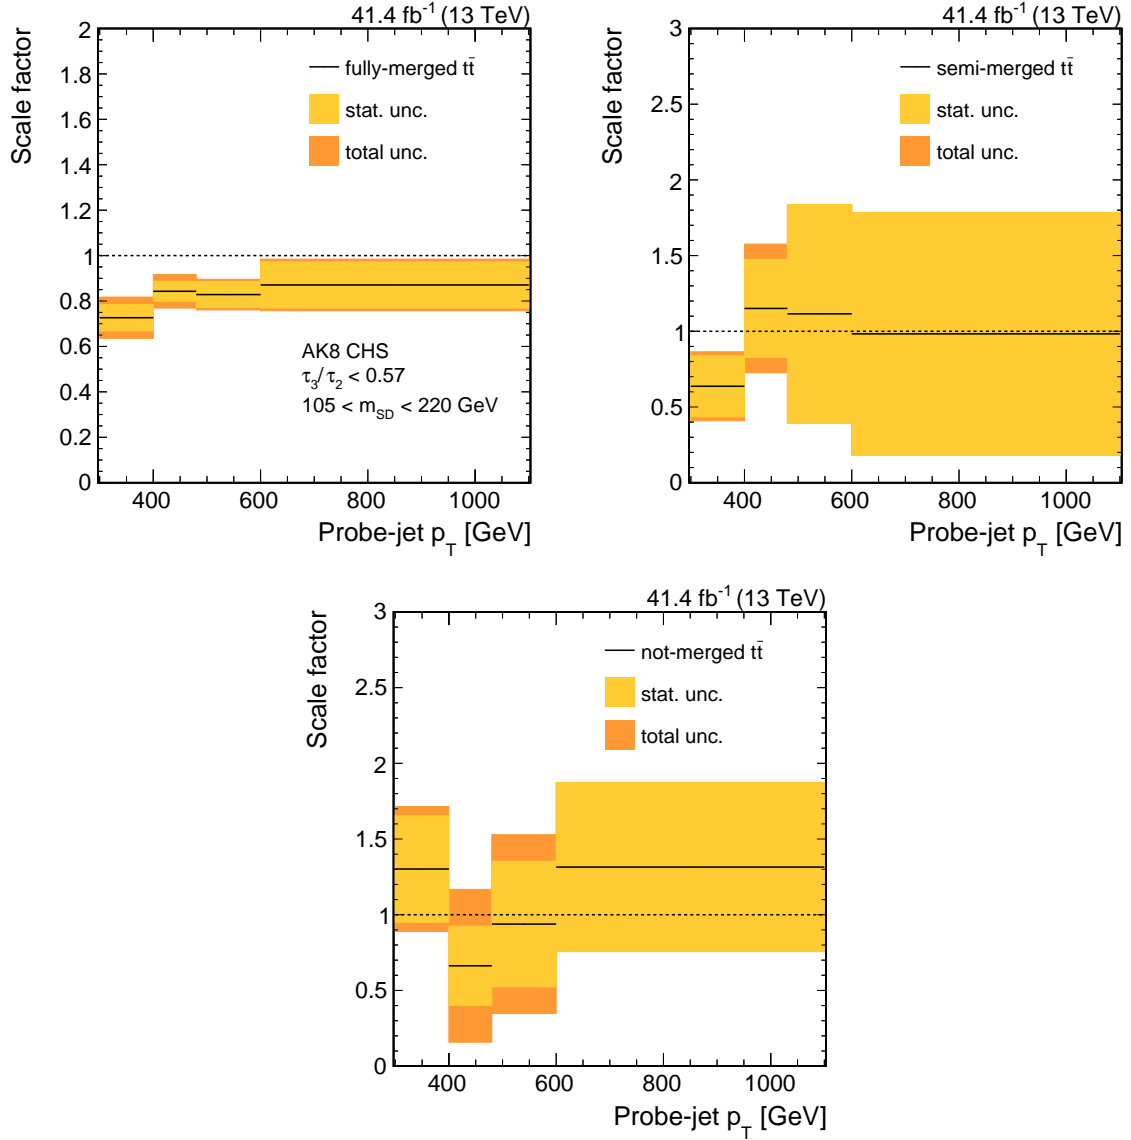 41.4 fb⁻¹ (13 TeV)
Scale factor
2
1.8
1.6
1.4
1.2
1
0.8
0.6
0.4
0.2
0
fully-merged tt̄
stat. unc.
total unc.
AK8 CHS
τ₃/τ₂ < 0.57
105 < m_SD < 220 GeV
400 600 800 1000
Probe-jet p_T [GeV]
41.4 fb⁻¹ (13 TeV)
Scale factor
3
2.5
2
1.5
1
0.5
0
semi-merged tt̄
stat. unc.
total unc.
400 600 800 1000
Probe-jet p_T [GeV]
41.4 fb⁻¹ (13 TeV)
Scale factor
3
2.5
2
1.5
1
0.5
0
not-merged tt̄
stat. unc.
total unc.
400 600 800 1000
Probe-jet p_T [GeV]